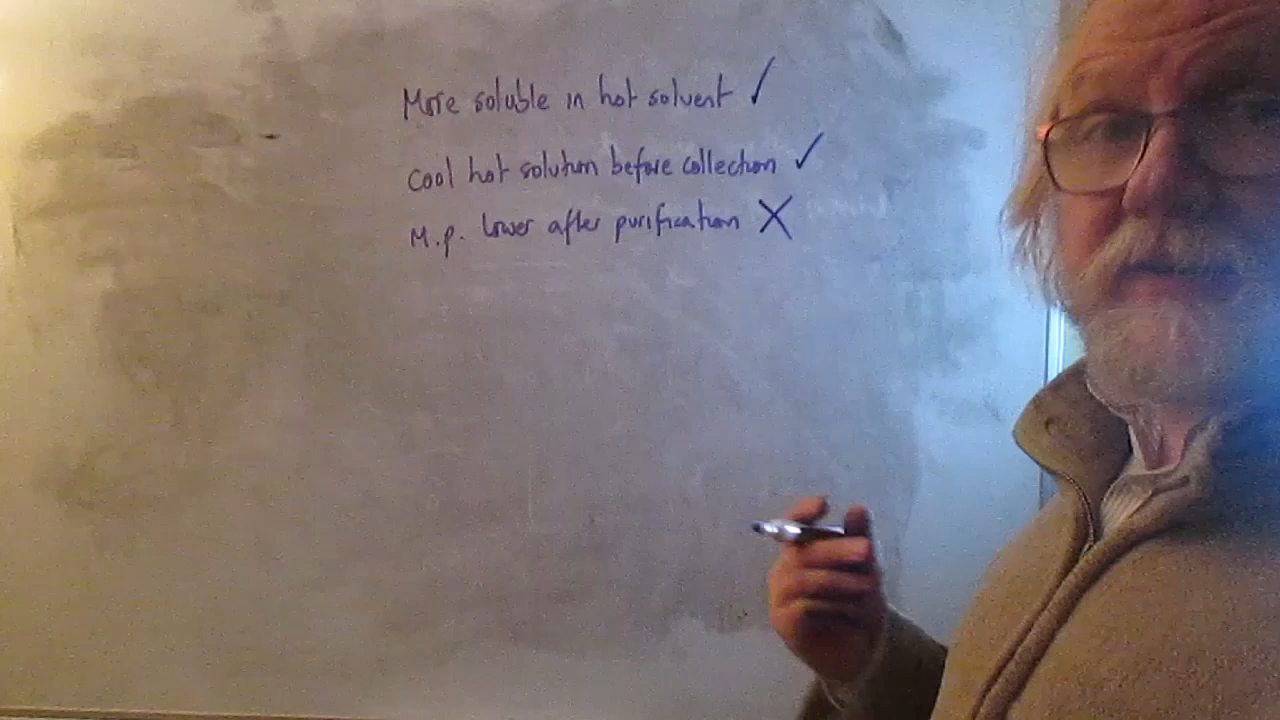 More soluble in hot solvent ✓
Cool hot solution before collection ✓
M.p. lower after purification X